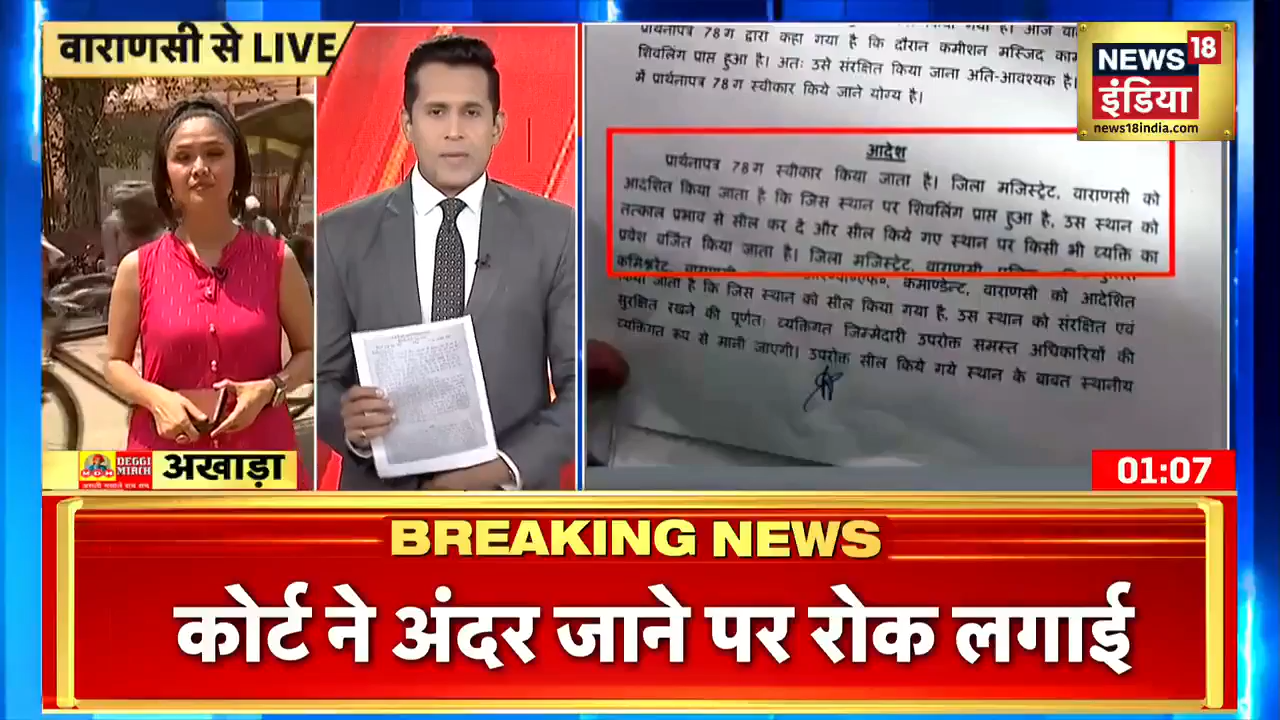 वाराणसी से LIVE
NEWS 18
इंडिया
news18india.com
प्रार्थनापत्र 78 ग द्वारा कहा गया है कि दौरान कमीशन मस्जिद
शिवलिंग प्राप्त हुआ है। अतः उसे संरक्षित किया जाना अति-आवश्यक है।
में प्रार्थनापत्र 78 ग स्वीकार किये जाने योग्य है।
आदेश
प्रार्थनापत्र 78 ग स्वीकार किया जाता है। जिला मजिस्ट्रेट, वाराणसी को
आदेशित किया जाता है कि जिस स्थान पर शिवलिंग प्राप्त हुआ है, उस स्थान को
तत्काल प्रभाव से सील कर दे और सील किये गए स्थान पर किसी भी व्यक्ति का
प्रवेश वर्जित किया जाता है। जिला मजिस्ट्रेट, वाराणसी
कमाण्डेन्ट, वाराणसी को आदेशित
किया जाता है कि जिस स्थान को सील किया गया है, उस स्थान को संरक्षित एवं
सुरक्षित रखने की पूर्णतः व्यक्तिगत जिम्मेदारी उपरोक्त समस्त अधिकारियों की
व्यक्तिगत रूप से मानी जाएगी। उपरोक्त सील किये गये स्थान के बाबत स्थानीय
MDH DEGGI
MIRCH
अखाड़ा
01:07
BREAKING NEWS
कोर्ट ने अंदर जाने पर रोक लगाई